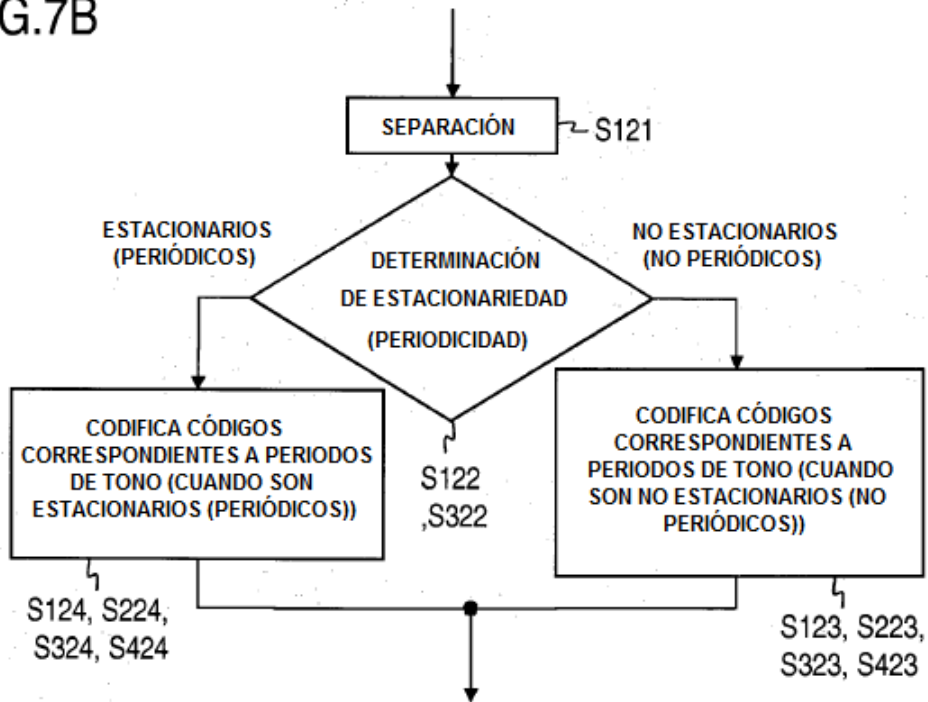 G.7B
SEPARACIÓN
S121
ESTACIONARIOS
(PERIÓDICOS)
NO ESTACIONARIOS
(NO PERIÓDICOS)
DETERMINACIÓN
DE ESTACIONARIEDAD
(PERIODICIDAD)
CODIFICA CÓDIGOS
CORRESPONDIENTES A PERIODOS
DE TONO (CUANDO SON
ESTACIONARIOS (PERIÓDICOS))
S122
,S322
CODIFICA CÓDIGOS
CORRESPONDIENTES A
PERIODOS DE TONO (CUANDO
SON NO ESTACIONARIOS (NO
PERIÓDICOS))
S124, S224,
S324, S424
S123, S223,
S323, S423